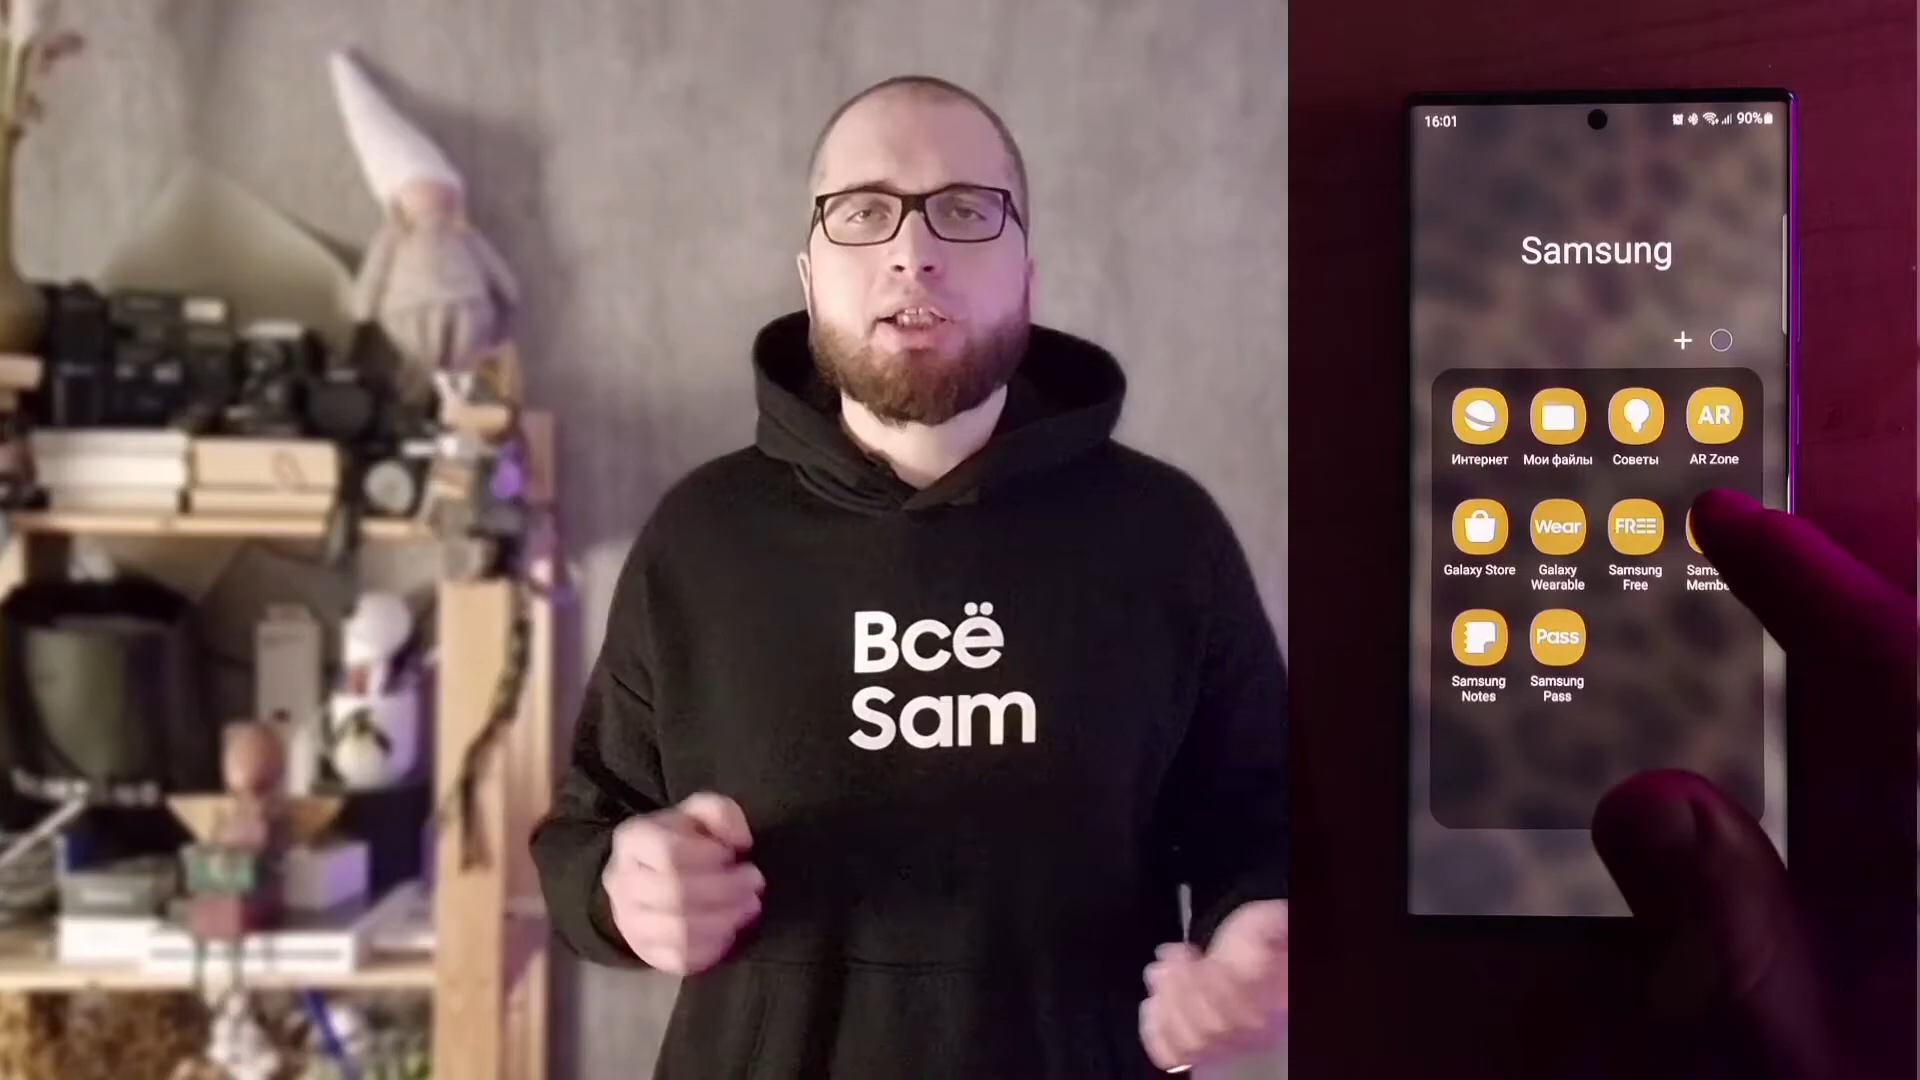 Всё
Sam
16:01
90%
Samsung
AR
Интернет
Мои файлы
Советы
AR Zone
Wear
FREE
Galaxy Store
Galaxy
Wearable
Samsung
Free
Pass
Samsung
Notes
Samsung
Pass